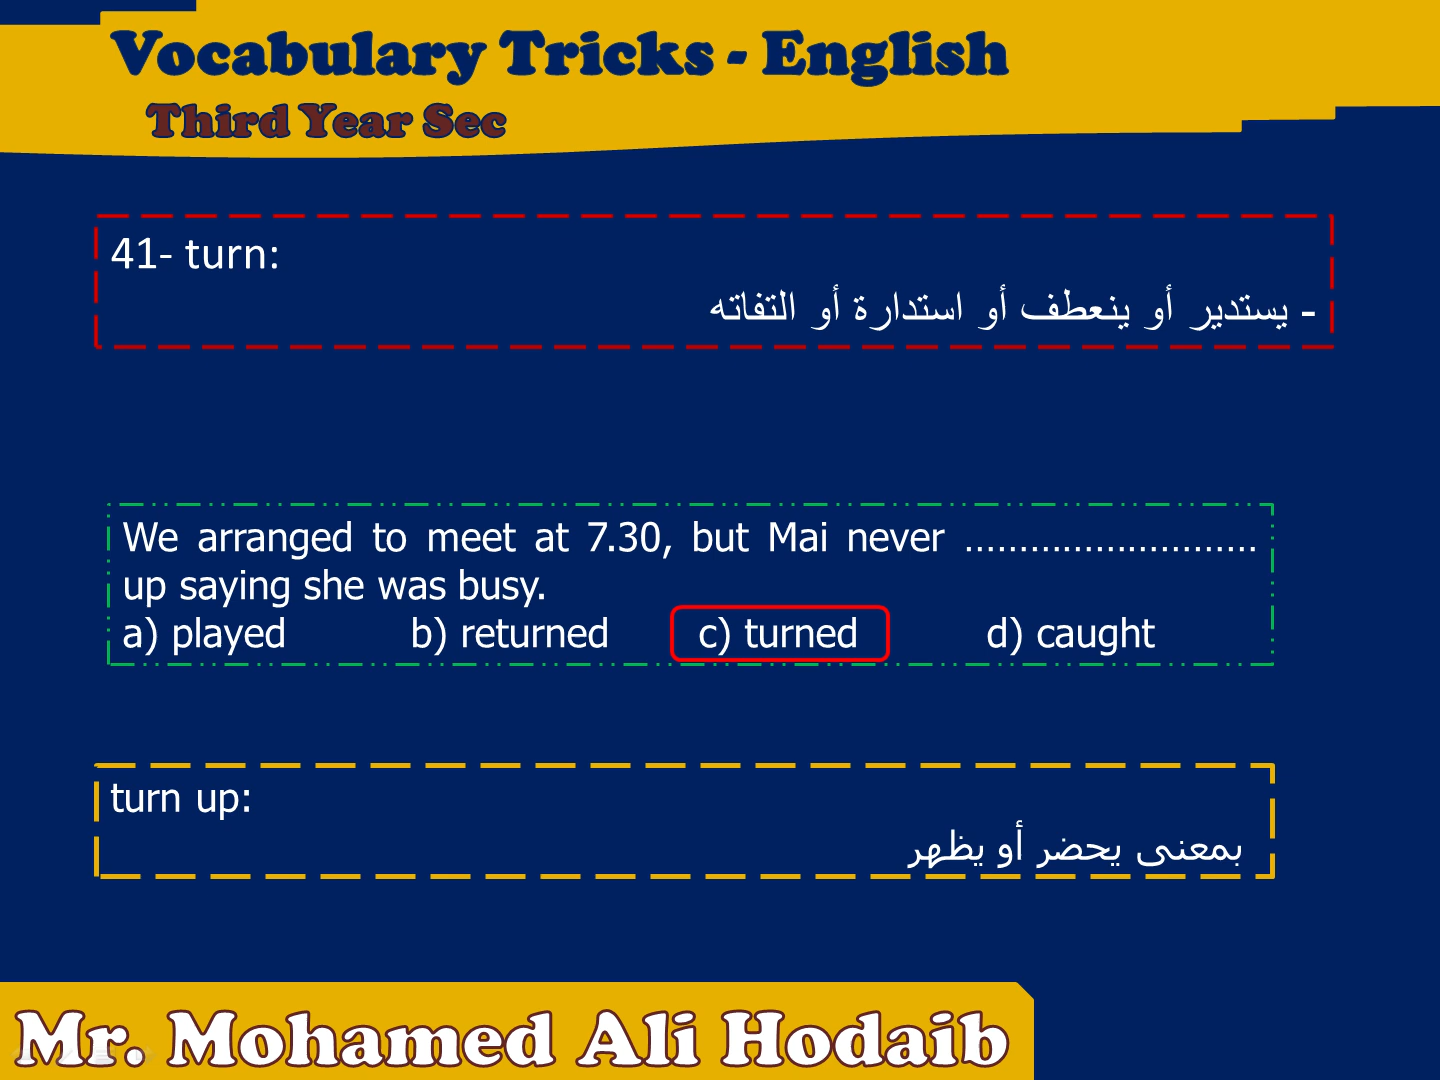 Vocabulary Tricks - English
Third Year Sec
41- turn:
- يستدير أو ينعطف أو استدارة أو التفاته
We arranged to meet at 7.30, but Mai never ………………………
up saying she was busy.
a) played b) returned c) turned d) caught
turn up:
بمعنى يحضر أو يظهر
Mr. Mohamed Ali Hodaib